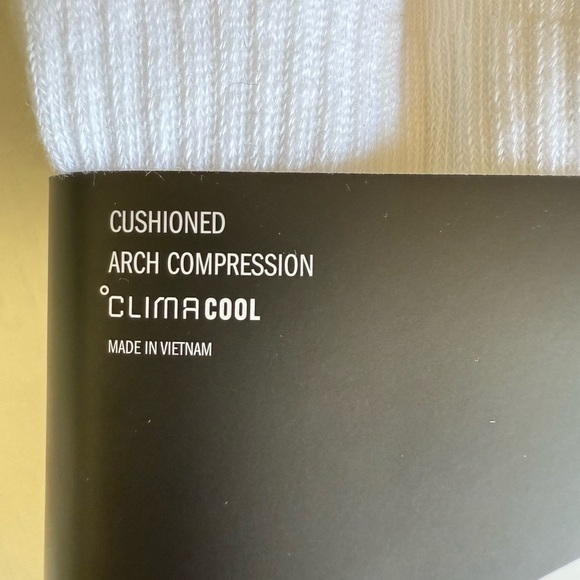 CUSHIONED
ARCH COMPRESSION
°CLIMACOOL
MADE IN VIETNAM